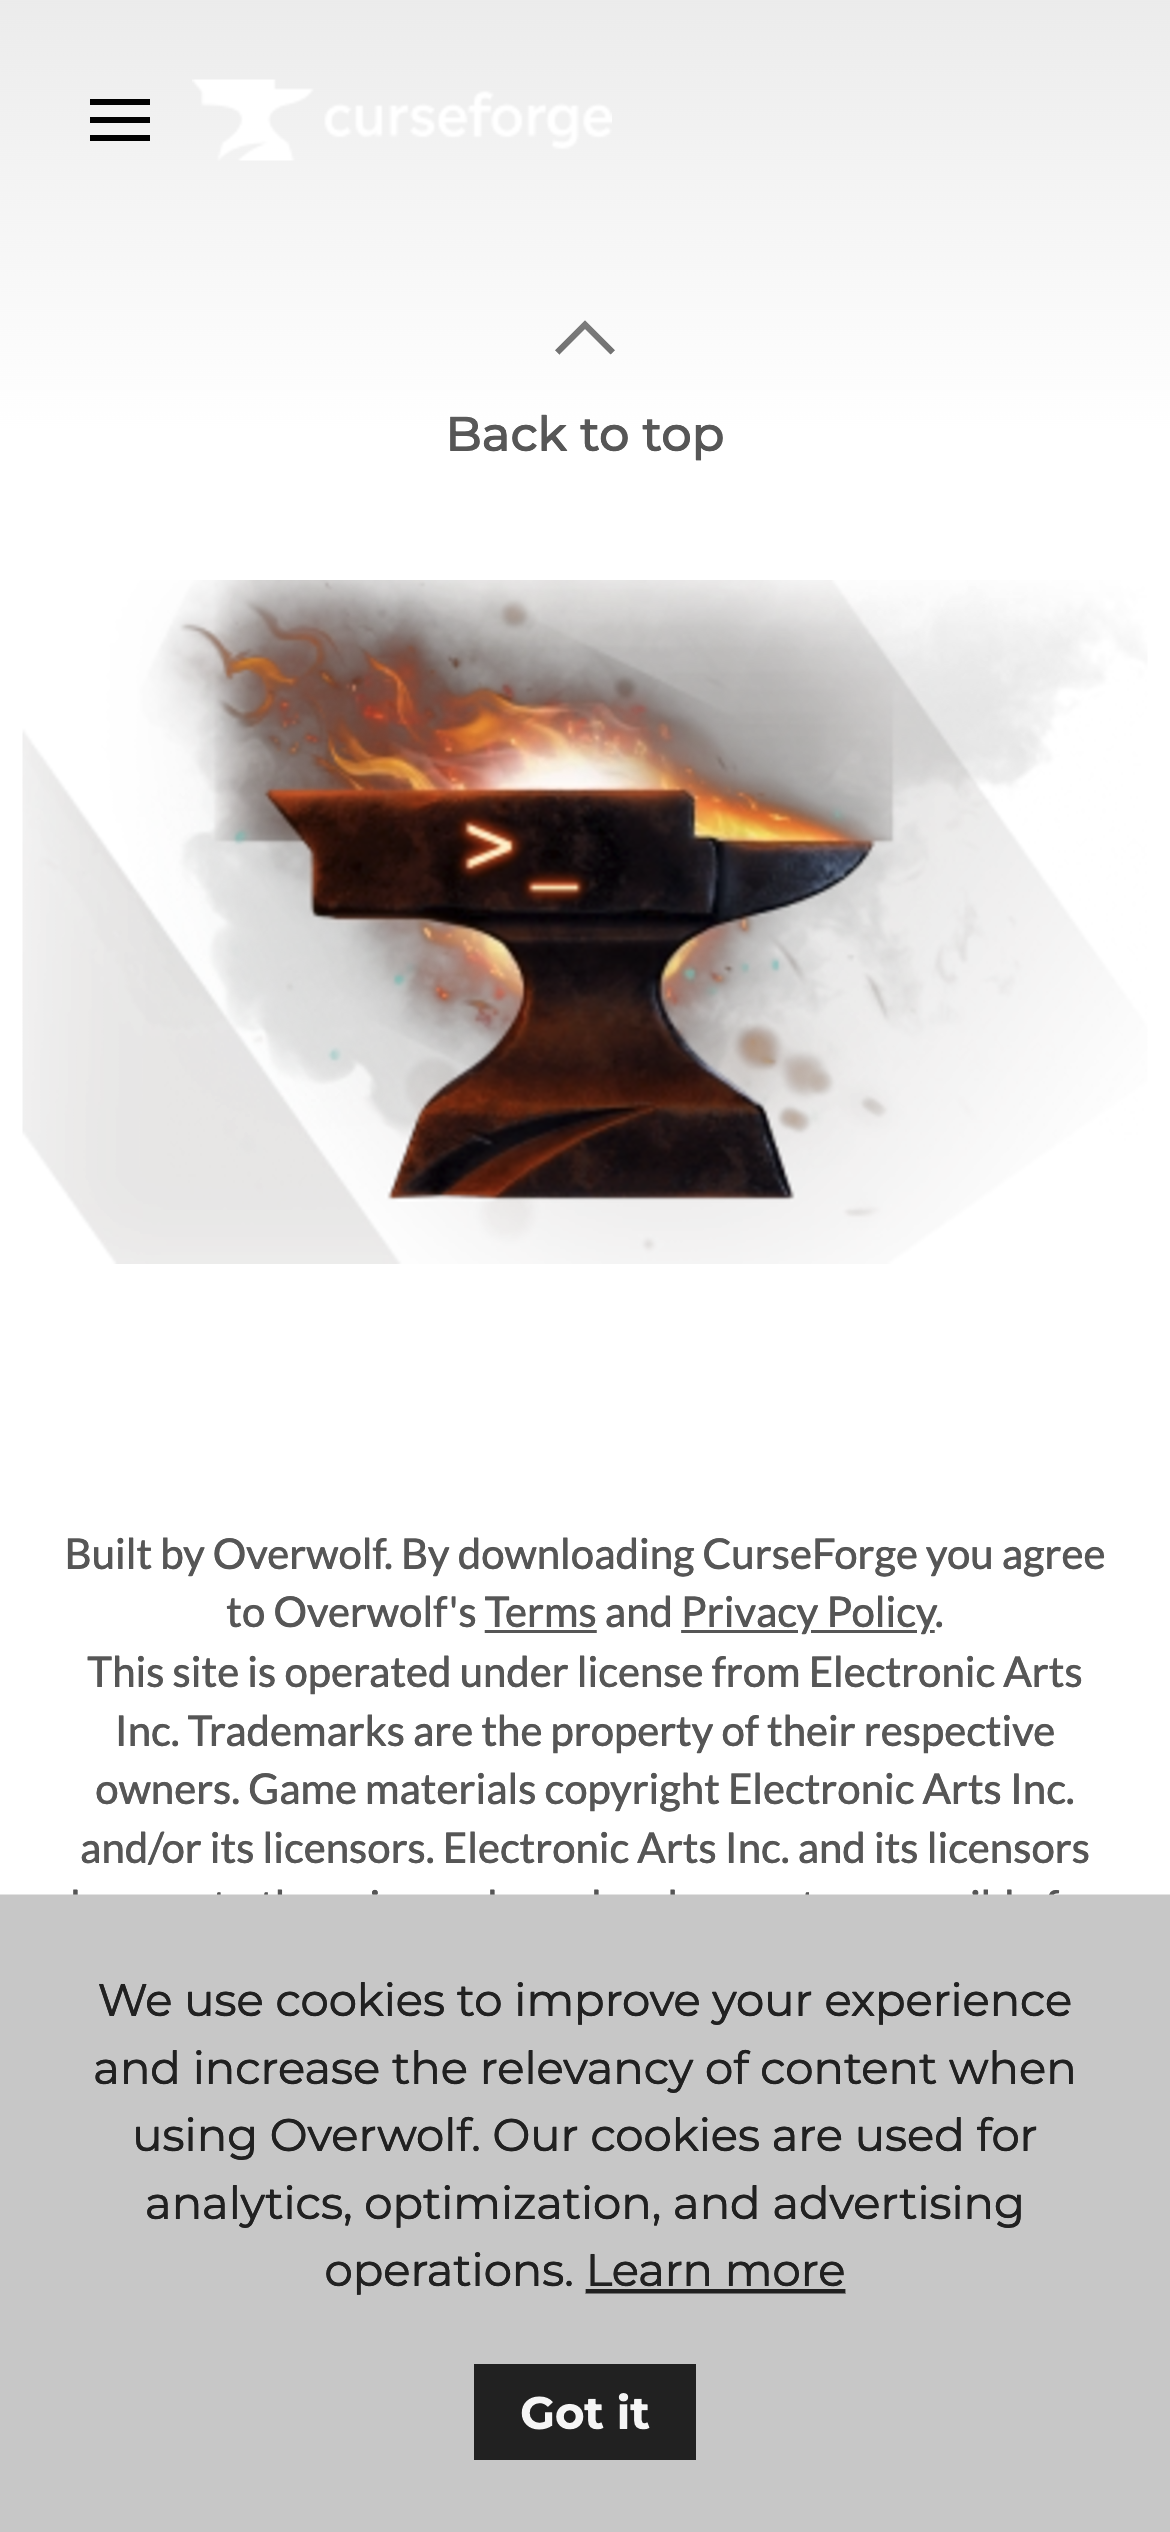 curseforge
Back to top
>_
Built by Overwolf. By downloading CurseForge you agree
to Overwolf's Terms and Privacy Policy.
This site is operated under license from Electronic Arts
Inc. Trademarks are the property of their respective
owners. Game materials copyright Electronic Arts Inc.
and/or its licensors. Electronic Arts Inc. and its licensors
We use cookies to improve your experience
and increase the relevancy of content when
using Overwolf. Our cookies are used for
analytics, optimization, and advertising
operations. Learn more
Got it